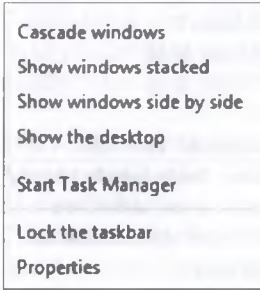 Cascade windows
Show windows stacked
Show windows side by side
Show the desktop
Start Task Manager
Lock the taskbar
Properties